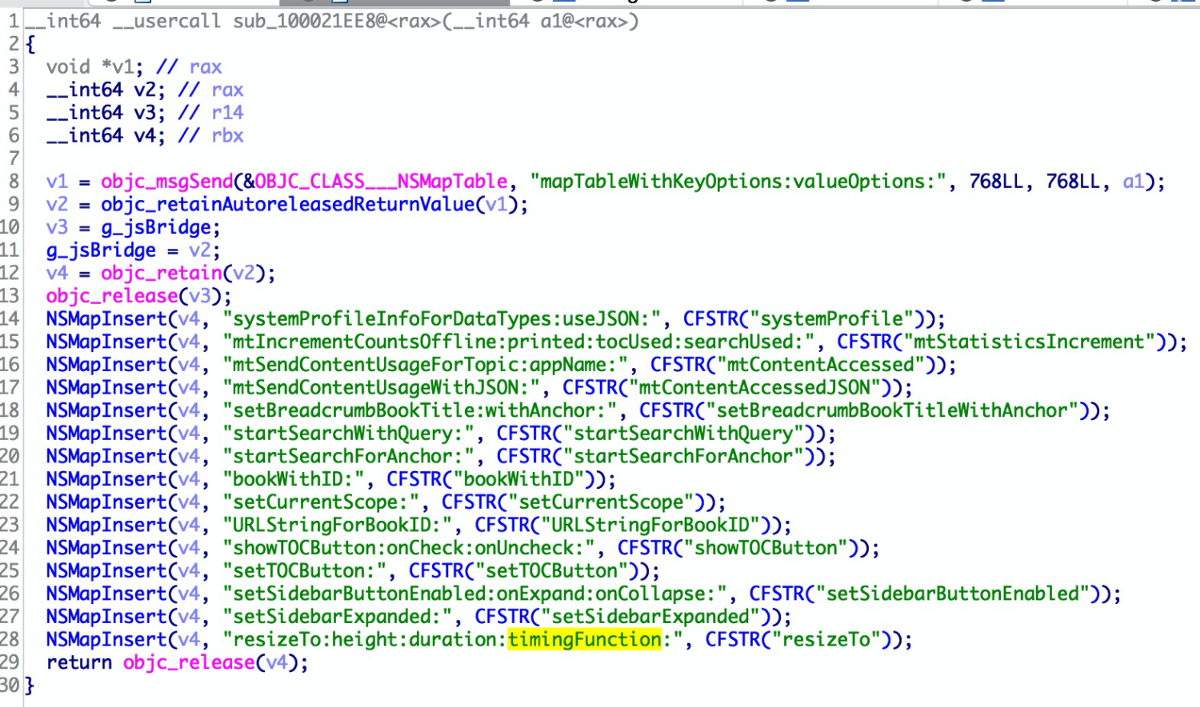 1 __int64 __usercall sub_100021EE8@<rax>(__int64 a1@<rax>)
2 {
3 void *v1; // rax
4 __int64 v2; // rax
5 __int64 v3; // r14
6 __int64 v4; // rbx
7
8 v1 = objc_msgSend(&OBJC_CLASS___NSMapTable, "mapTableWithKeyOptions:valueOptions:", 768LL, 768LL, a1);
9 v2 = objc_retainAutoreleasedReturnValue(v1);
10 v3 = g_jsBridge;
11 g_jsBridge = v2;
12 v4 = objc_retain(v2);
13 objc_release(v3);
14 NSMapInsert(v4, "systemProfileInfoForDataTypes:useJSON:", CFSTR("systemProfile"));
15 NSMapInsert(v4, "mtIncrementCountsOffline:printed:tocUsed:searchUsed:", CFSTR("mtStatisticsIncrement"));
16 NSMapInsert(v4, "mtSendContentUsageForTopic:appName:", CFSTR("mtContentAccessed"));
17 NSMapInsert(v4, "mtSendContentUsageWithJSON:", CFSTR("mtContentAccessedJSON"));
18 NSMapInsert(v4, "setBreadcrumbBookTitle:withAnchor:", CFSTR("setBreadcrumbBookTitleWithAnchor"));
19 NSMapInsert(v4, "startSearchWithQuery:", CFSTR("startSearchWithQuery"));
20 NSMapInsert(v4, "startSearchForAnchor:", CFSTR("startSearchForAnchor"));
21 NSMapInsert(v4, "bookWithID:", CFSTR("bookWithID"));
22 NSMapInsert(v4, "setCurrentScope:", CFSTR("setCurrentScope"));
23 NSMapInsert(v4, "URLStringForBookID:", CFSTR("URLStringForBookID"));
24 NSMapInsert(v4, "showTOCButton:onCheck:onUncheck:", CFSTR("showTOCButton"));
25 NSMapInsert(v4, "setTOCButton:", CFSTR("setTOCButton"));
26 NSMapInsert(v4, "setSidebarButtonEnabled:onExpand:onCollapse:", CFSTR("setSidebarButtonEnabled"));
27 NSMapInsert(v4, "setSidebarExpanded:", CFSTR("setSidebarExpanded"));
28 NSMapInsert(v4, "resizeTo:height:duration:timingFunction:", CFSTR("resizeTo"));
29 return objc_release(v4);
30 }